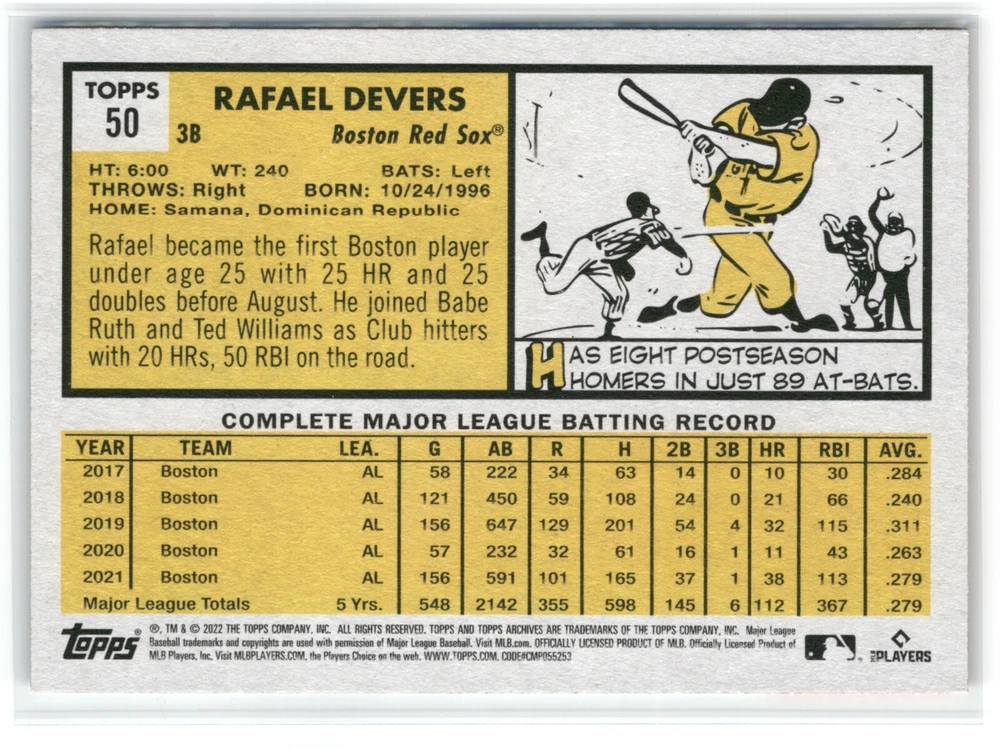 TOPPS
50
RAFAEL DEVERS
3B Boston Red Sox®
HT: 6:00 WT: 240 BATS: Left
THROWS: Right BORN: 10/24/1996
HOME: Samana, Dominican Republic
Rafael became the first Boston player
under age 25 with 25 HR and 25
doubles before August. He joined Babe
Ruth and Ted Williams as Club hitters
with 20 HRs, 50 RBI on the road.
HAS EIGHT POSTSEASON
HOMERS IN JUST 89 AT-BATS.
COMPLETE MAJOR LEAGUE BATTING RECORD
YEAR TEAM LEA. G AB R H 2B 3B HR RBI AVG.
2017 Boston AL 58 222 34 63 14 0 10 30 .284
2018 Boston AL 121 450 59 108 24 0 21 66 .240
2019 Boston AL 156 647 129 201 54 4 32 115 .311
2020 Boston AL 57 232 32 61 16 1 11 43 .263
2021 Boston AL 156 591 101 165 37 1 38 113 .279
Major League Totals 5 Yrs. 548 2142 355 598 145 6 112 367 .279
Topps® ®, TM & © 2022 THE TOPPS COMPANY, INC. ALL RIGHTS RESERVED. TOPPS AND TOPPS ARCHIVES ARE TRADEMARKS OF THE TOPPS COMPANY, INC. Major League
Baseball trademarks and copyrights are used with permission of Major League Baseball. Visit MLB.com. OFFICIALLY LICENSED PRODUCT OF MLB. Officially Licensed Product of
MLB Players, Inc. Visit MLBPLAYERS.COM, the Players Choice on the web. WWW.TOPPS.COM. CODE#CMP055253
MLB PLAYERS